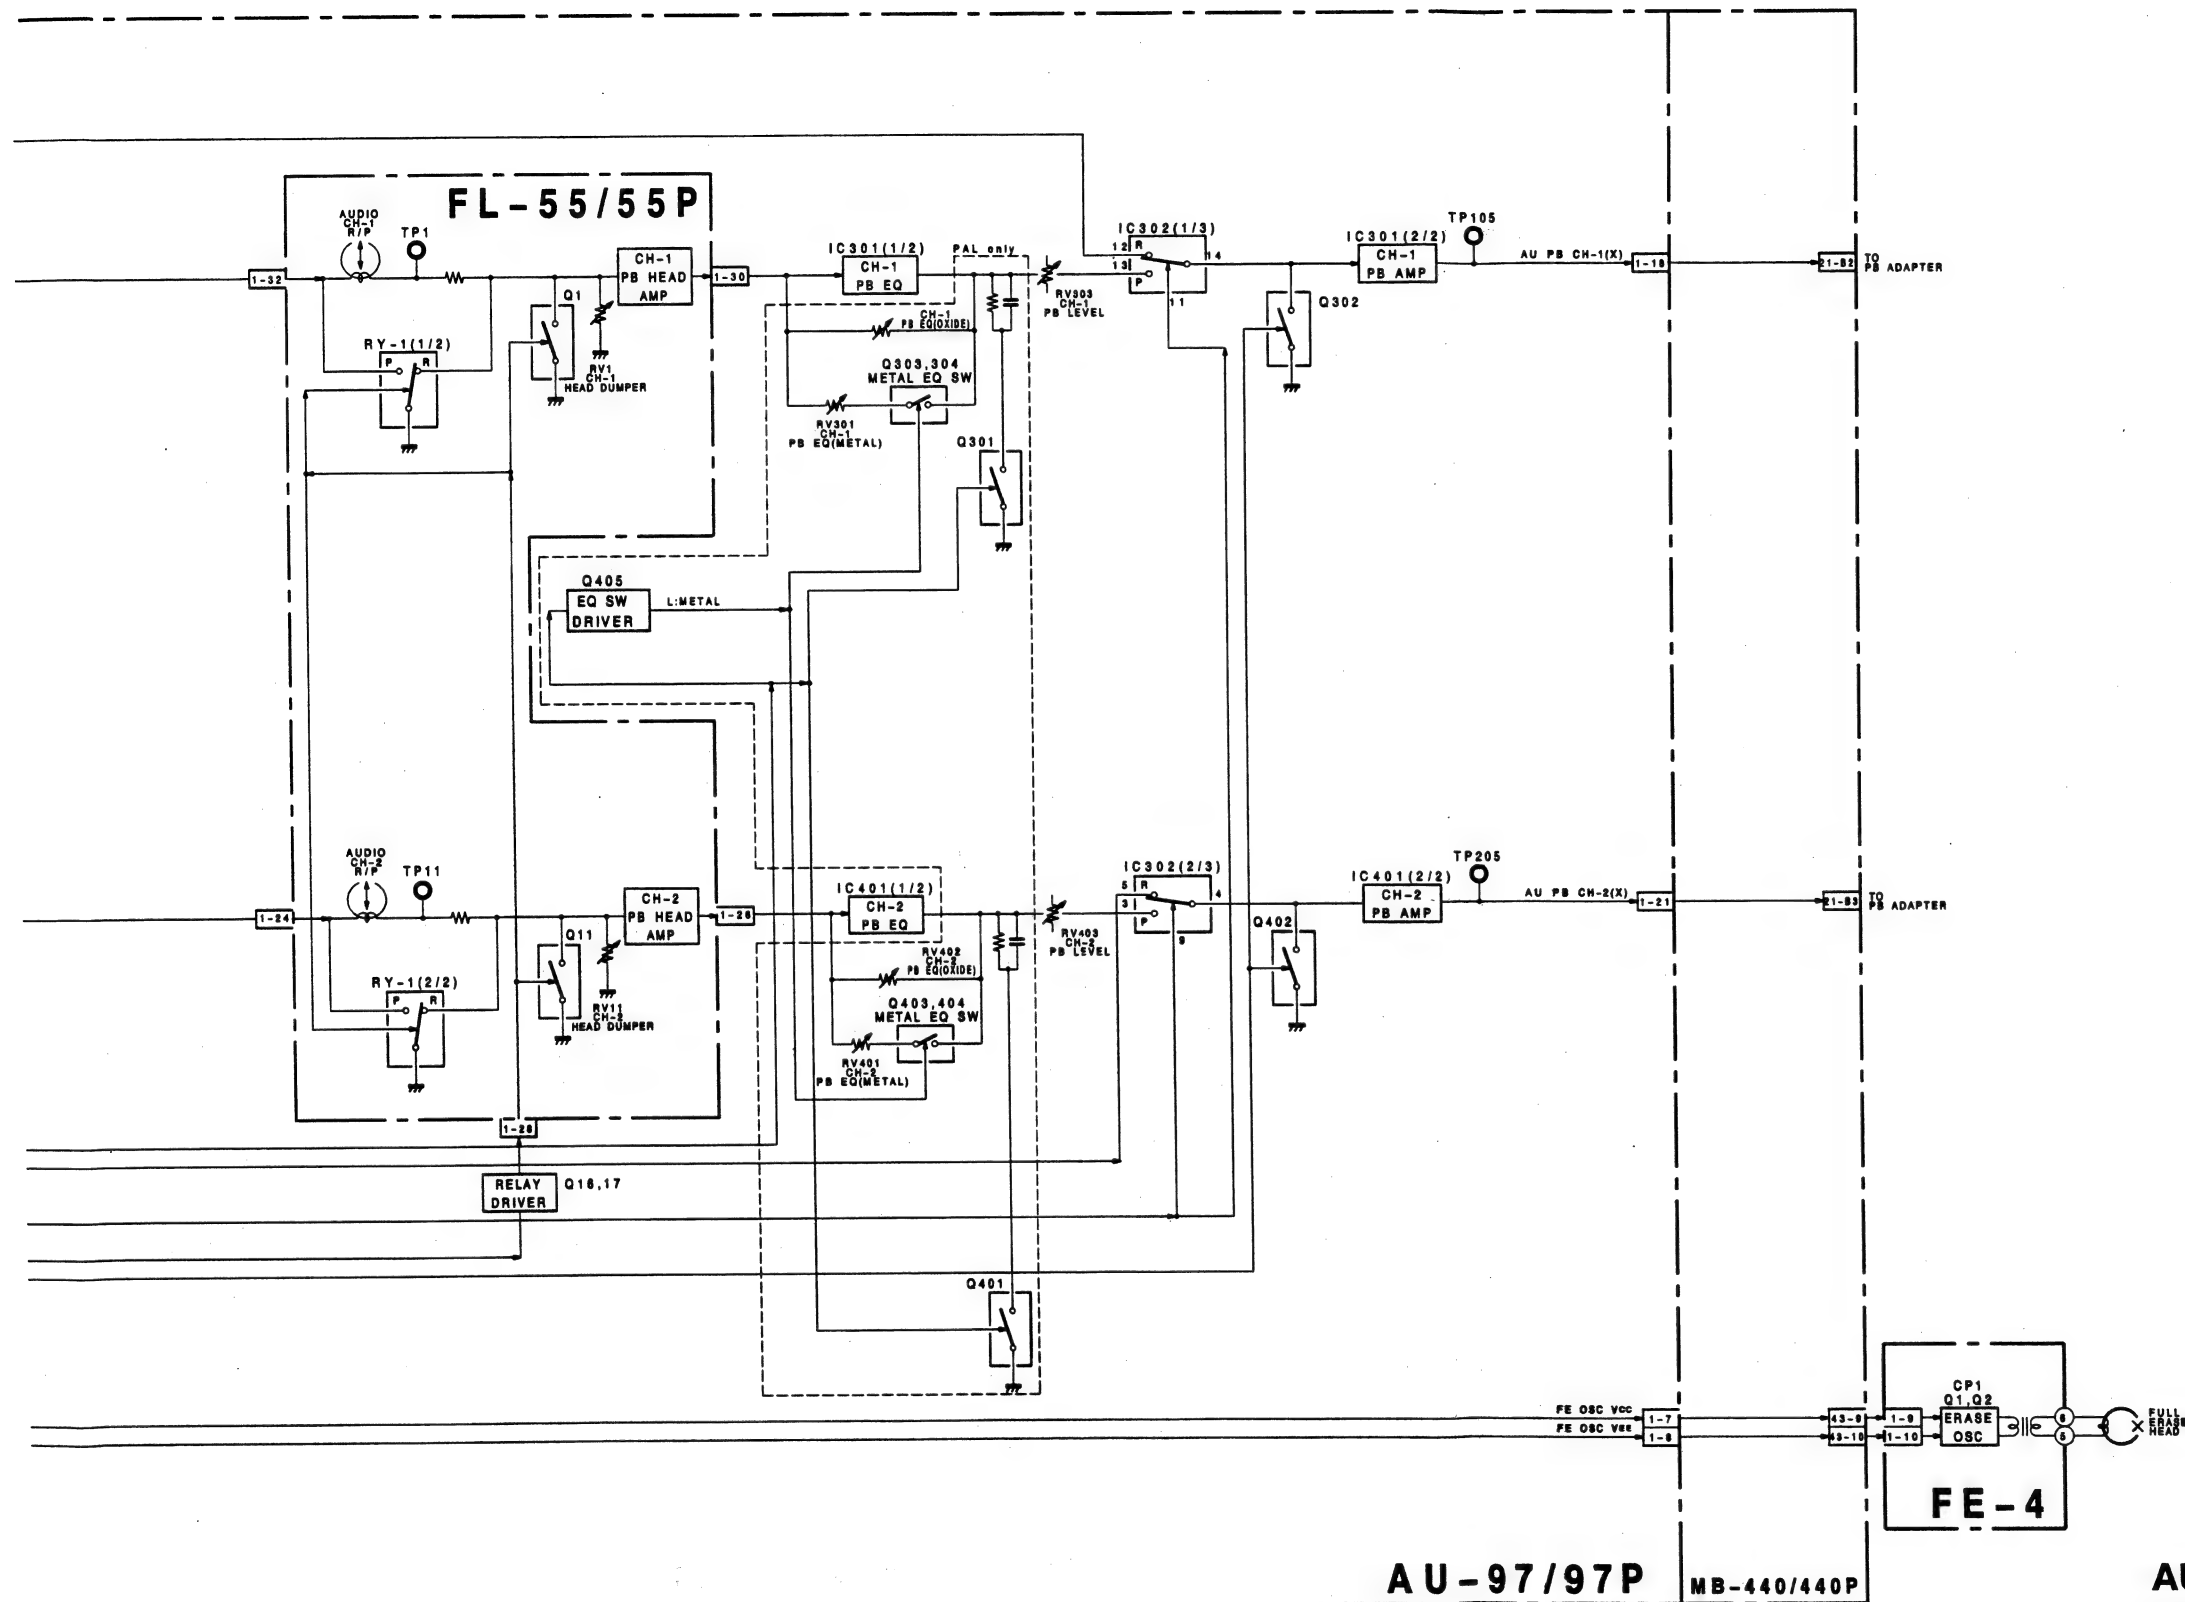 FL-55/55P
AUDIO
CH-1
R/P
TP1
1-32
RY-1(1/2)
P R
Q1
RV1
CH-1
HEAD DUMPER
CH-1
PB HEAD
AMP
1-30
IC301(1/2)
CH-1
PB EQ
PAL only
CH-1
PB EQ(OXIDE)
Q303,304
METAL EQ SW
RV301
CH-1
PB EQ(METAL)
Q301
RV303
CH-1
PB LEVEL
IC302(1/3)
12 R
13
P
14
11
Q302
IC301(2/2)
CH-1
PB AMP
TP105
AU PB CH-1(X)
1-18
21-B2
TO
PB ADAPTER
Q405
EQ SW
DRIVER
L:METAL
AUDIO
CH-2
R/P
TP11
1-24
RY-1(2/2)
P R
Q11
RV11
CH-2
HEAD DUMPER
CH-2
PB HEAD
AMP
1-26
IC401(1/2)
CH-2
PB EQ
RV402
CH-2
PB EQ(OXIDE)
Q403,404
METAL EQ SW
RV401
CH-2
PB EQ(METAL)
RV403
CH-2
PB LEVEL
IC302(2/3)
5 R
3
P
4
9
Q402
IC401(2/2)
CH-2
PB AMP
TP205
AU PB CH-2(X)
1-21
21-B3
TO
PB ADAPTER
1-28
RELAY
DRIVER
Q16,17
Q401
FE OSC VCC
FE OSC VEE
1-7
1-8
43-9
43-10
1-9
1-10
CP1
Q1,Q2
ERASE
OSC
6
5
FULL
ERASE
HEAD
FE-4
AU-97/97P
MB-440/440P
AU